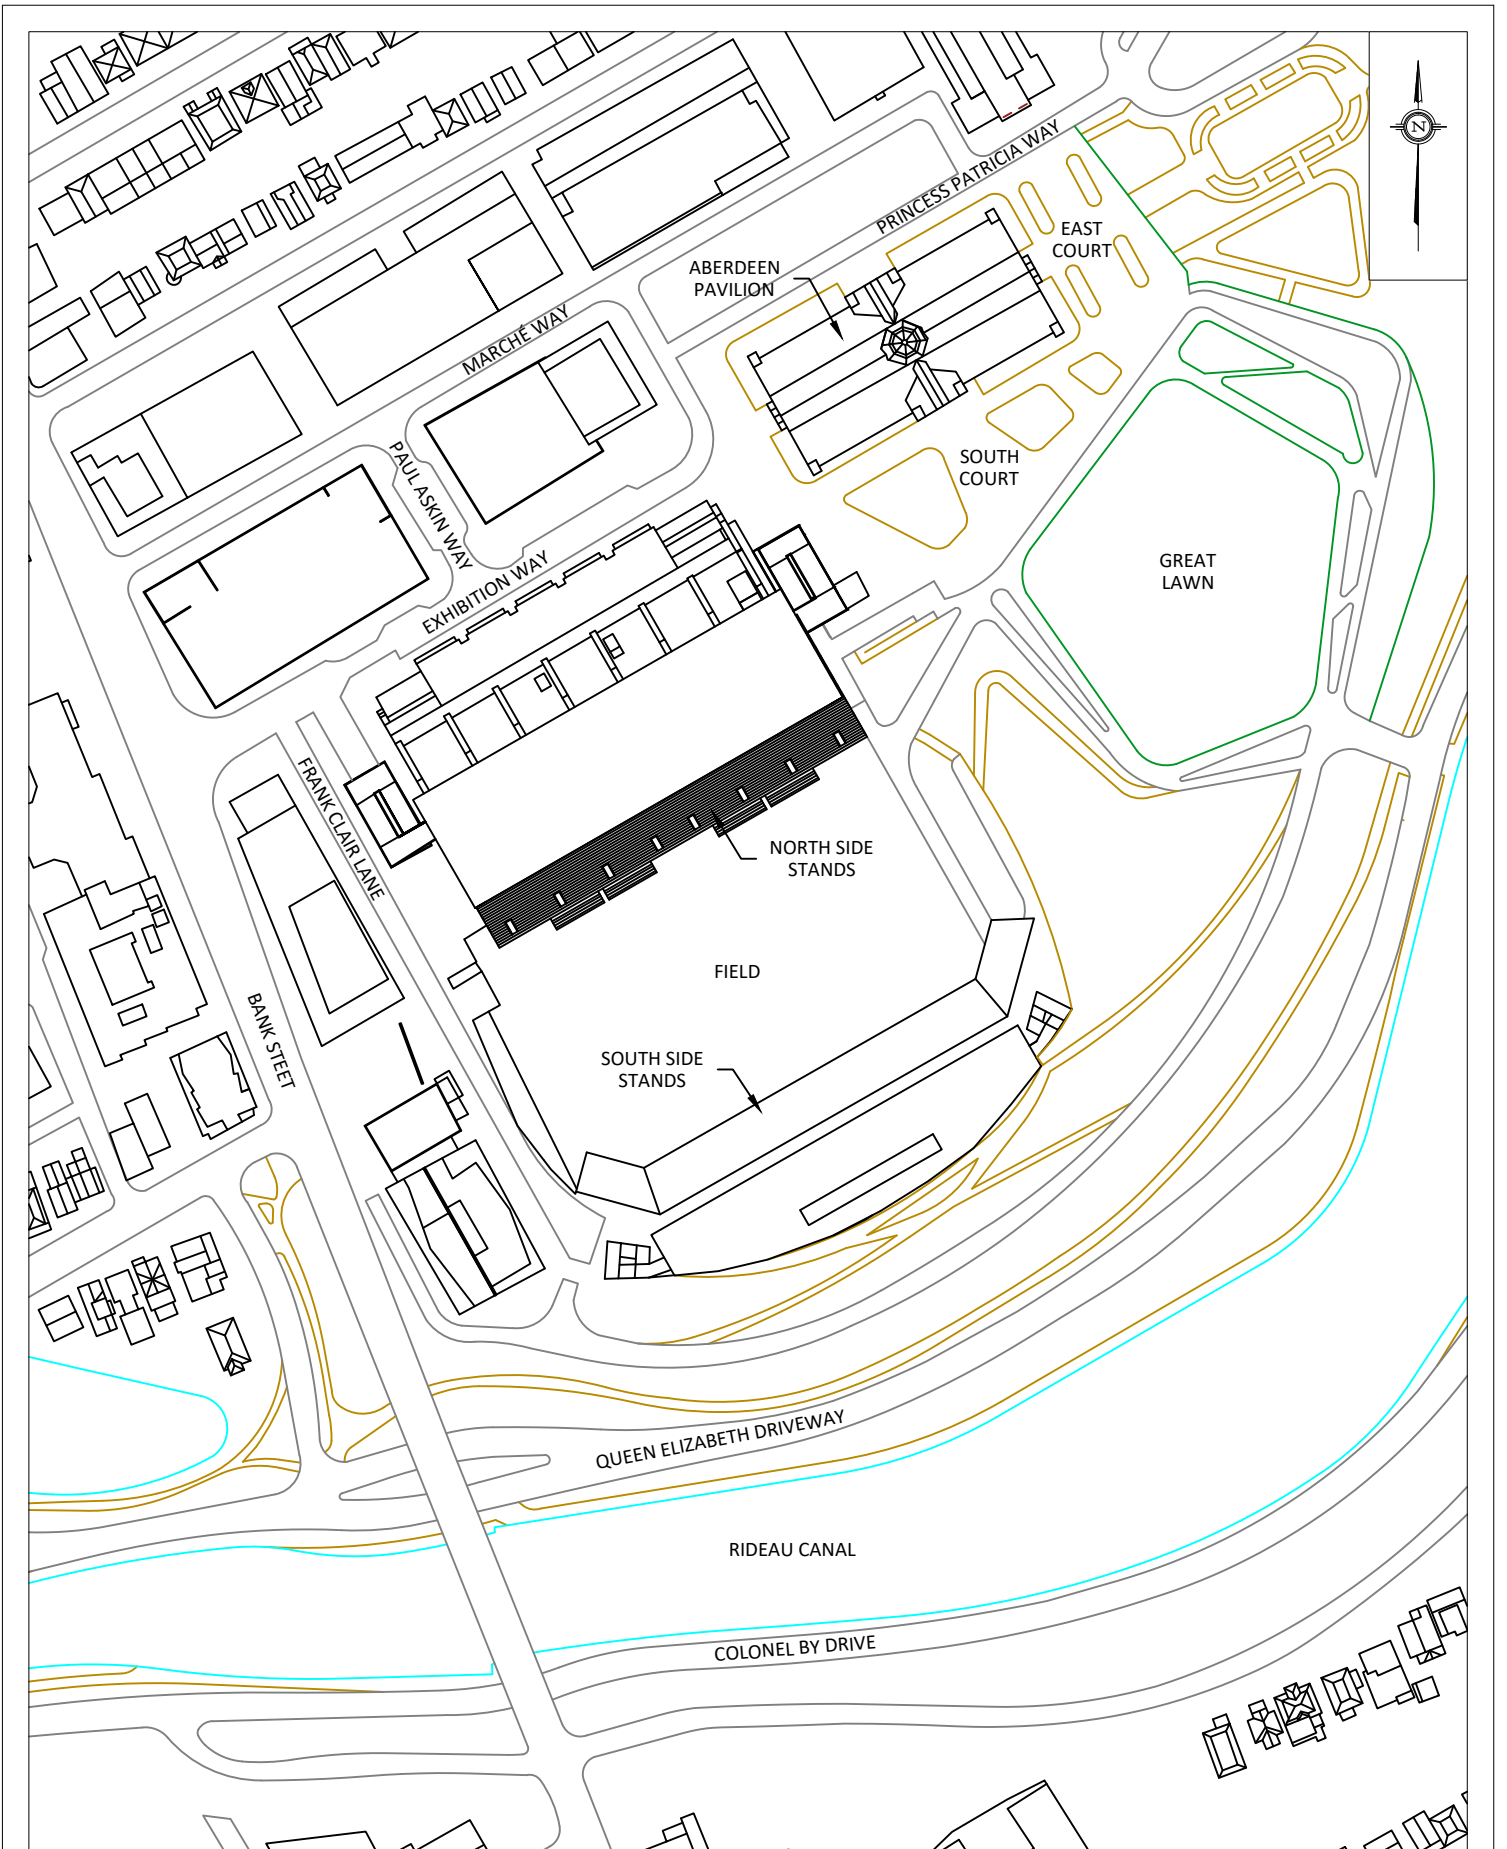 N
PRINCESS PATRICIA WAY
EAST
COURT
ABERDEEN
PAVILION
MARCHÉ WAY
PAUL ASKIN WAY
SOUTH
COURT
EXHIBITION WAY
GREAT
LAWN
FRANK CLAIR LANE
NORTH SIDE
STANDS
FIELD
BANK STEET
SOUTH SIDE
STANDS
QUEEN ELIZABETH DRIVEWAY
RIDEAU CANAL
COLONEL BY DRIVE